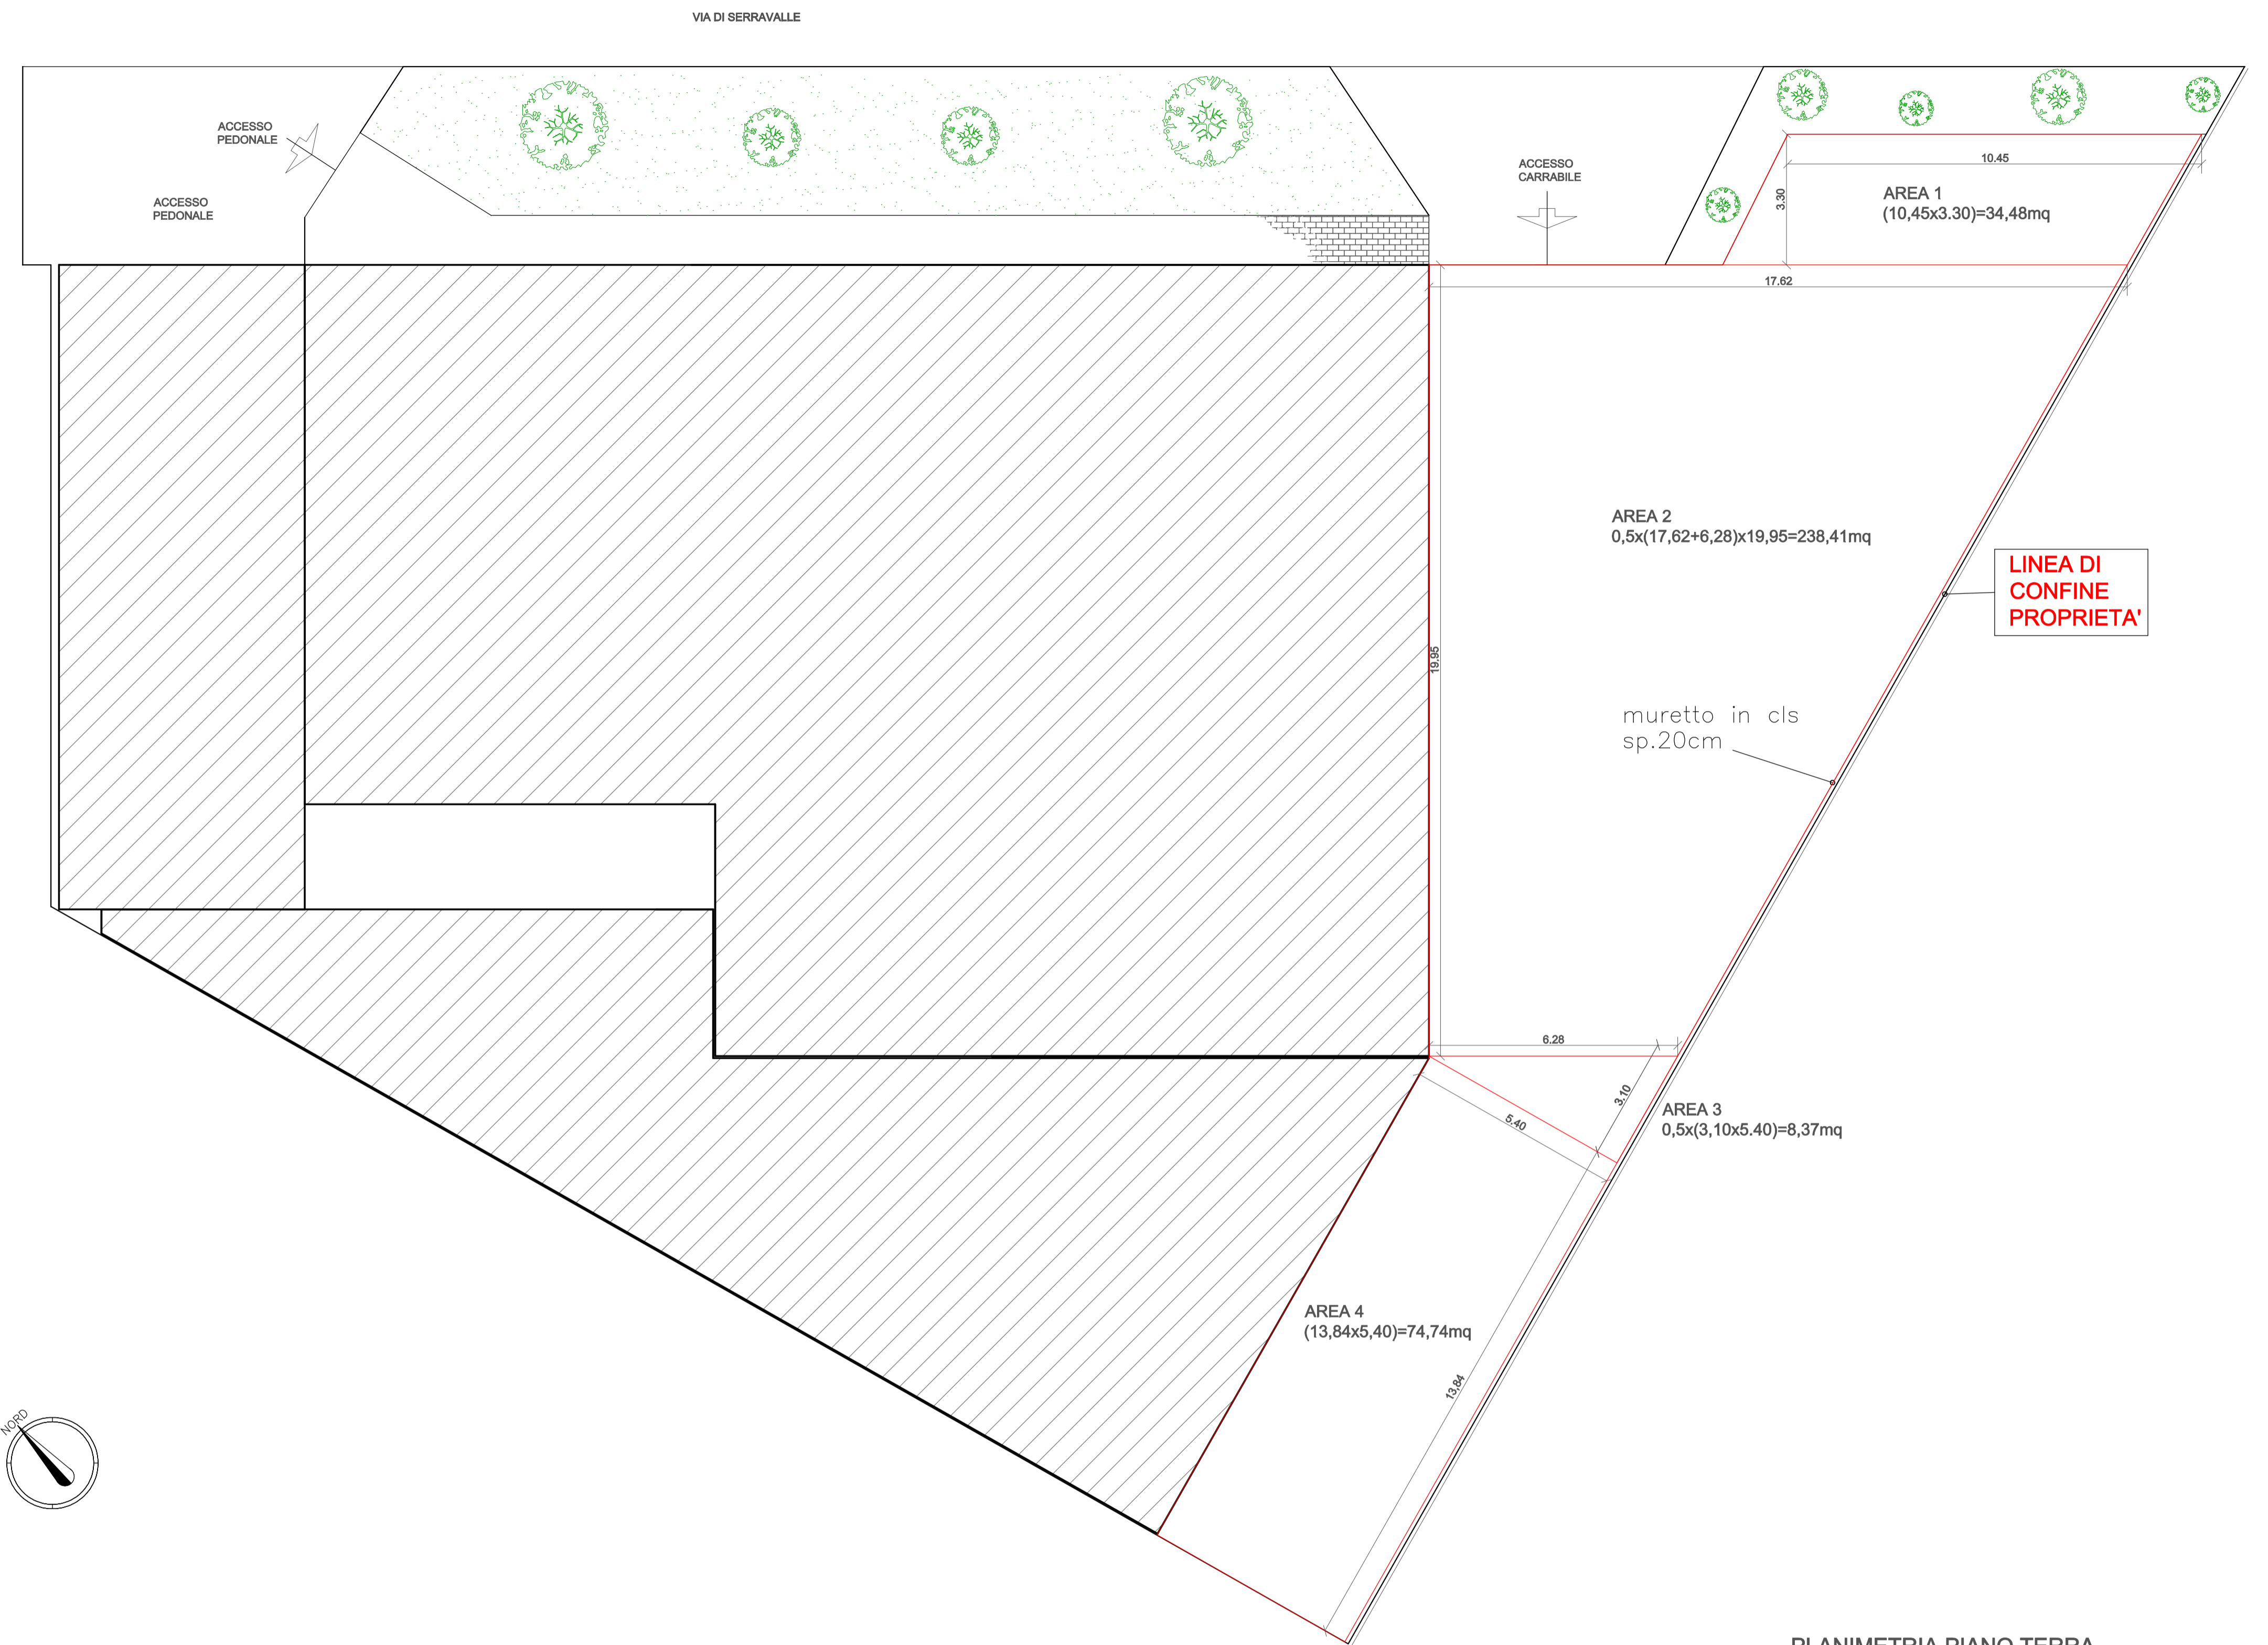 VIA DI SERRAVALLE
ACCESSO
PEDONALE
ACCESSO
PEDONALE
ACCESSO
CARRABILE
10.45
3.30
AREA 1
(10,45x3.30)=34,48mq
17.62
AREA 2
0,5x(17,62+6,28)x19,95=238,41mq
LINEA DI
CONFINE
PROPRIETA'
19.95
muretto in cls
sp.20cm
6.28
3,10
5.40
AREA 3
0,5x(3,10x5.40)=8,37mq
AREA 4
(13,84x5,40)=74,74mq
13,84
NORD
PLANIMETRIA PIANO TERRA